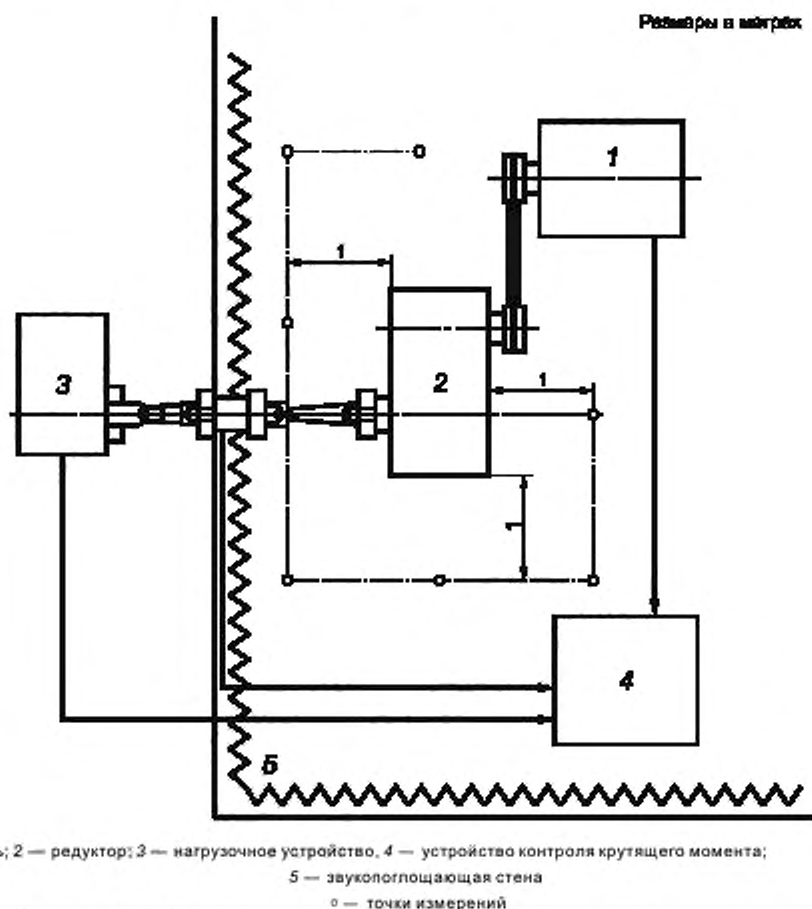 Размеры в метрах
1
1
3
2
1
1
4
5
ь; 2 — редуктор; 3 — нагрузочное устройство, 4 — устройство контроля крутящего момента;
5 — звукопоглощающая стена
о — точки измерений